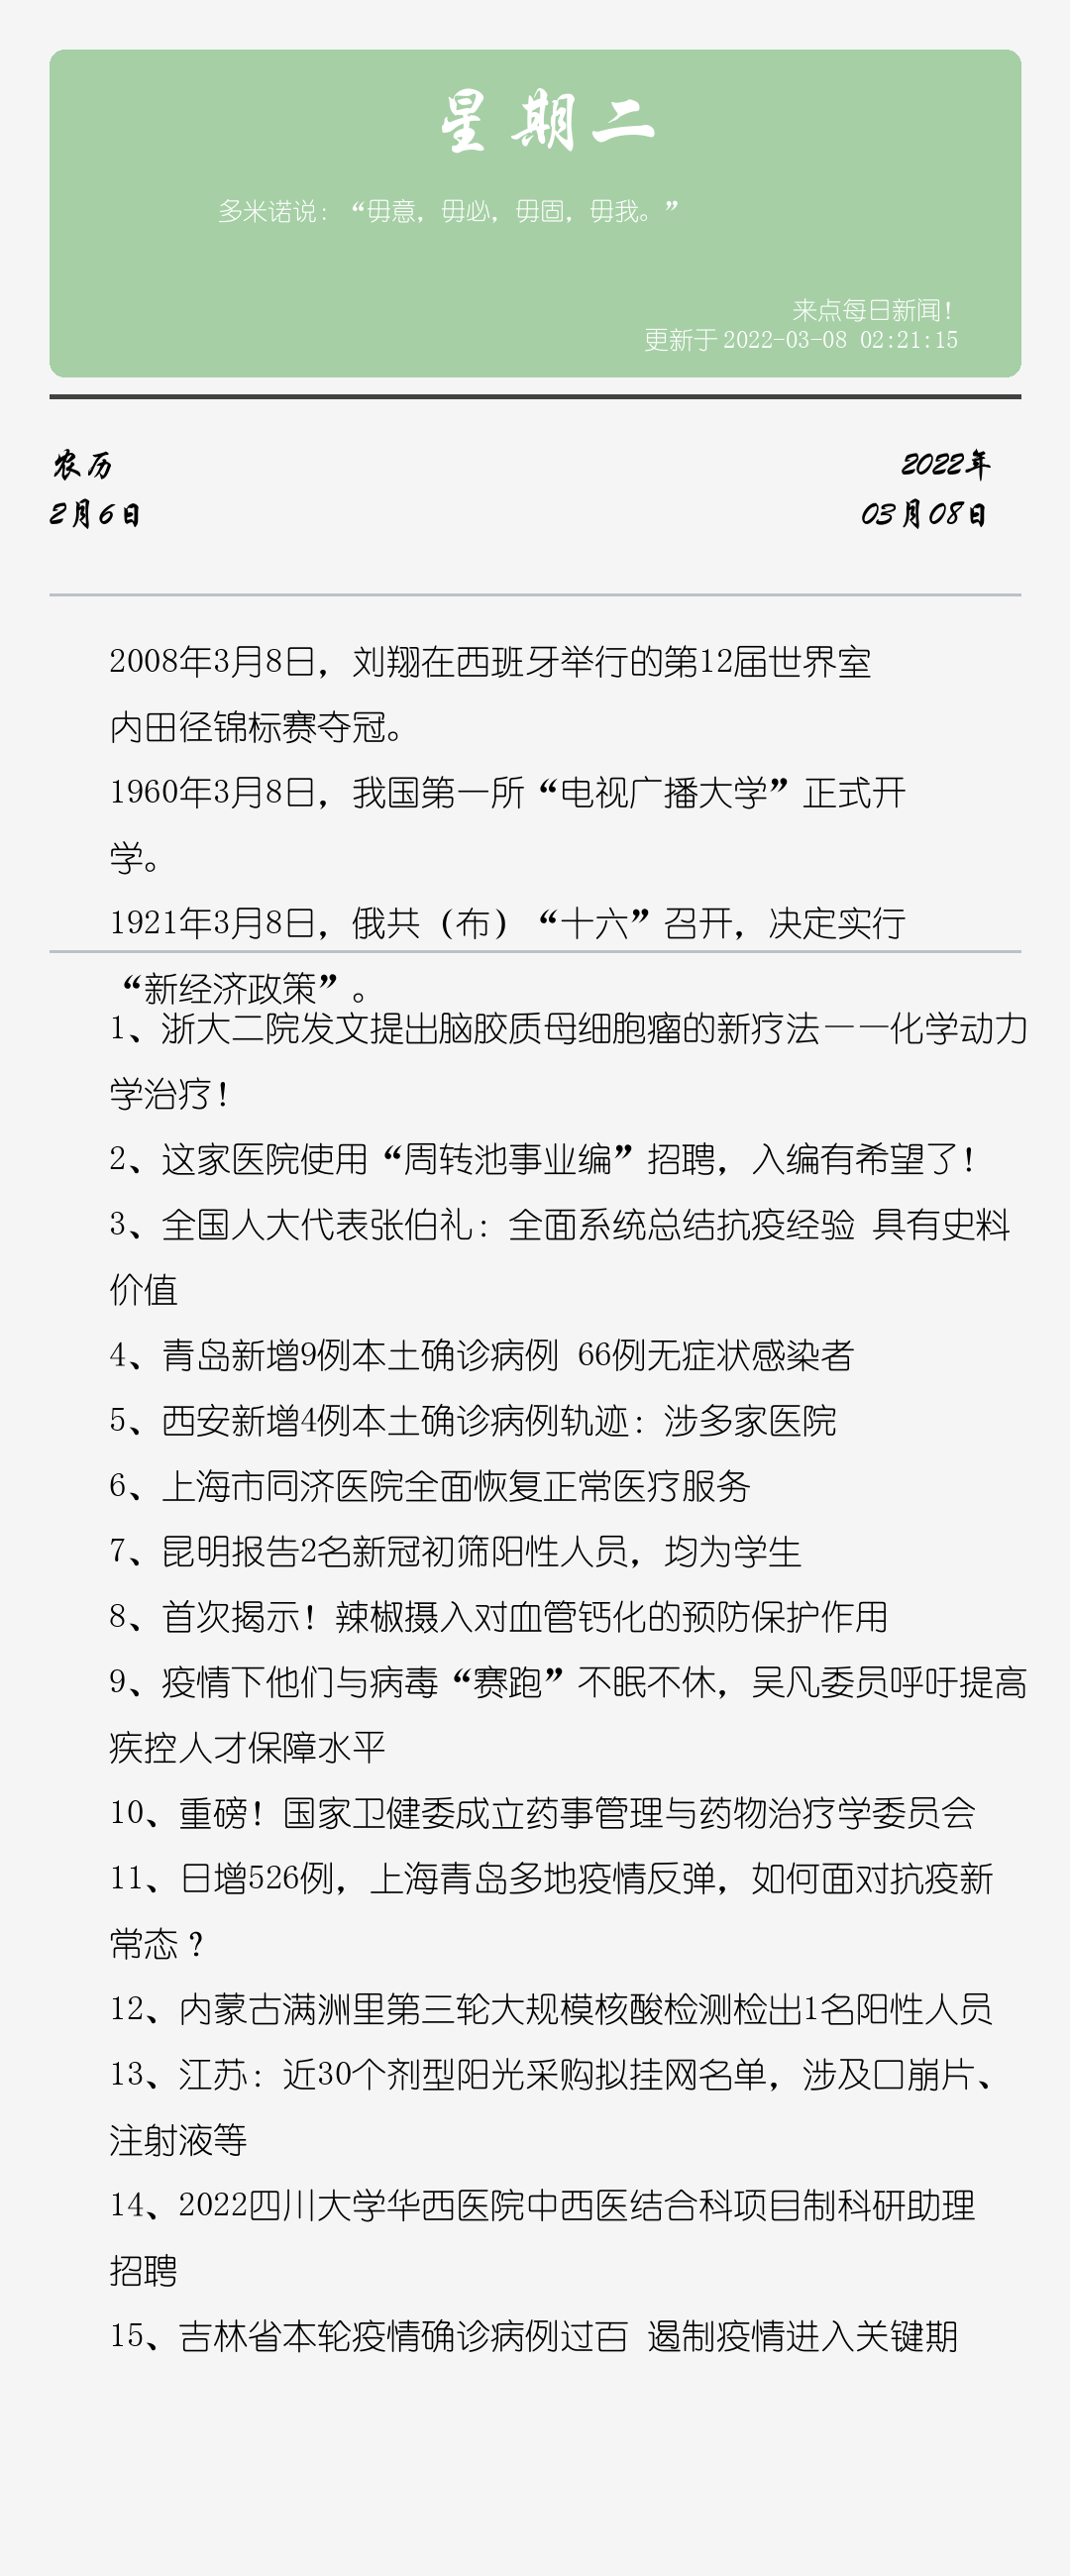 星期二
多米诺说：“毋意，毋必，毋固，毋我。”
来点每日新闻！
更新于 2022-03-08 02:21:15
农历
2022年
2月6日
03月08日
2008年3月8日，刘翔在西班牙举行的第12届世界室
内田径锦标赛夺冠。
1960年3月8日，我国第一所“电视广播大学”正式开
学。
1921年3月8日，俄共（布）“十六”召开，决定实行
“新经济政策”。
1、浙大二院发文提出脑胶质母细胞瘤的新疗法——化学动力
学治疗！
2、这家医院使用“周转池事业编”招聘，入编有希望了！
3、全国人大代表张伯礼：全面系统总结抗疫经验 具有史料
价值
4、青岛新增9例本土确诊病例 66例无症状感染者
5、西安新增4例本土确诊病例轨迹：涉多家医院
6、上海市同济医院全面恢复正常医疗服务
7、昆明报告2名新冠初筛阳性人员，均为学生
8、首次揭示！辣椒摄入对血管钙化的预防保护作用
9、疫情下他们与病毒“赛跑”不眠不休，吴凡委员呼吁提高
疾控人才保障水平
10、重磅！国家卫健委成立药事管理与药物治疗学委员会
11、日增526例，上海青岛多地疫情反弹，如何面对抗疫新
常态？
12、内蒙古满洲里第三轮大规模核酸检测检出1名阳性人员
13、江苏：近30个剂型阳光采购拟挂网名单，涉及口崩片、
注射液等
14、2022四川大学华西医院中西医结合科项目制科研助理
招聘
15、吉林省本轮疫情确诊病例过百 遏制疫情进入关键期